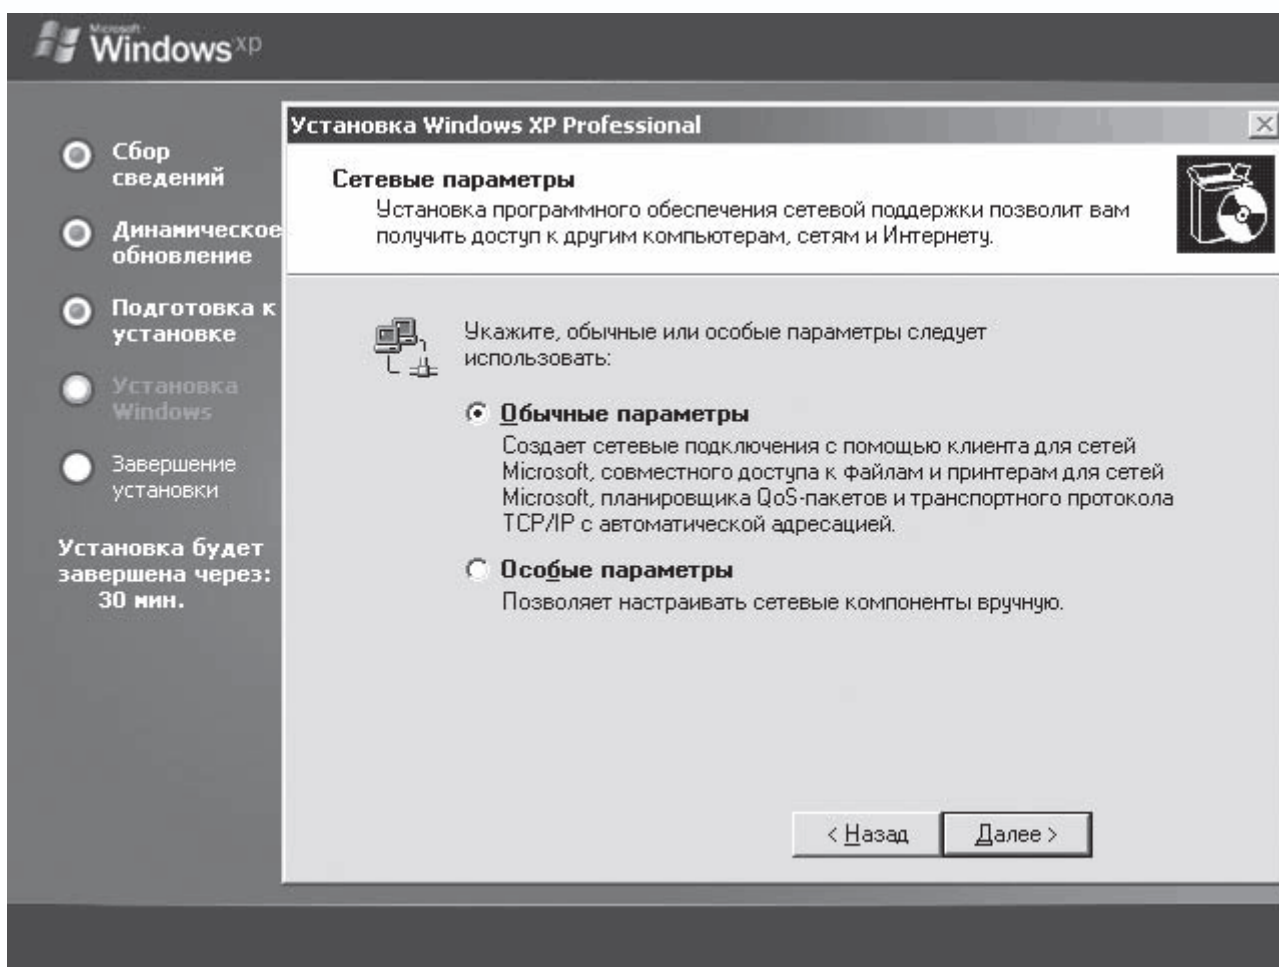 Microsoft
Windows xp
Сбор
сведений
Динамическое
обновление
Подготовка к
установке
Установка
Windows
Завершение
установки
Установка будет
завершена через:
30 мин.
Установка Windows XP Professional
Сетевые параметры
Установка программного обеспечения сетевой поддержки позволит вам
получить доступ к другим компьютерам, сетям и Интернету.
Укажите, обычные или особые параметры следует
использовать:
Обычные параметры
Создает сетевые подключения с помощью клиента для сетей
Microsoft, совместного доступа к файлам и принтерам для сетей
Microsoft, планировщика QoS-пакетов и транспортного протокола
TCP/IP с автоматической адресацией.
Особые параметры
Позволяет настраивать сетевые компоненты вручную.
< Назад
Далее >